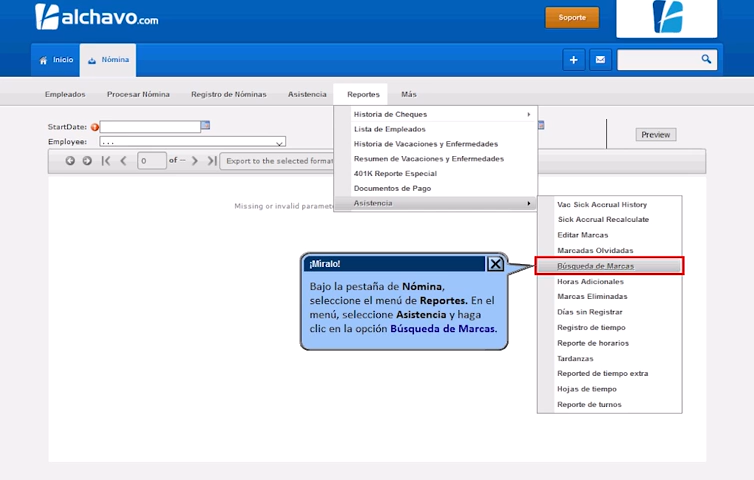 alchavo.com
Soporte
Inicio
Nómina
Empleados
Procesar Nómina
Registro de Nóminas
Asistencia
Reportes
Más
StartDate:
Employee:
...
Preview
0
of --
Export to the selected format
Missing or invalid paramete
Historia de Cheques
Lista de Empleados
Historia de Vacaciones y Enfermedades
Resumen de Vacaciones y Enfermedades
401K Reporte Especial
Documentos de Pago
Asistencia
Vac Sick Accrual History
Sick Accrual Recalculate
Editar Marcas
Marcadas Olvidadas
Búsqueda de Marcas
Horas Adicionales
Marcas Eliminadas
Días sin Registrar
Registro de tiempo
Reporte de horarios
Tardanzas
Reported de tiempo extra
Hojas de tiempo
Reporte de turnos
¡Míralo!
Bajo la pestaña de Nómina,
seleccione el menú de Reportes. En el
menú, seleccione Asistencia y haga
clic en la opción Búsqueda de Marcas.